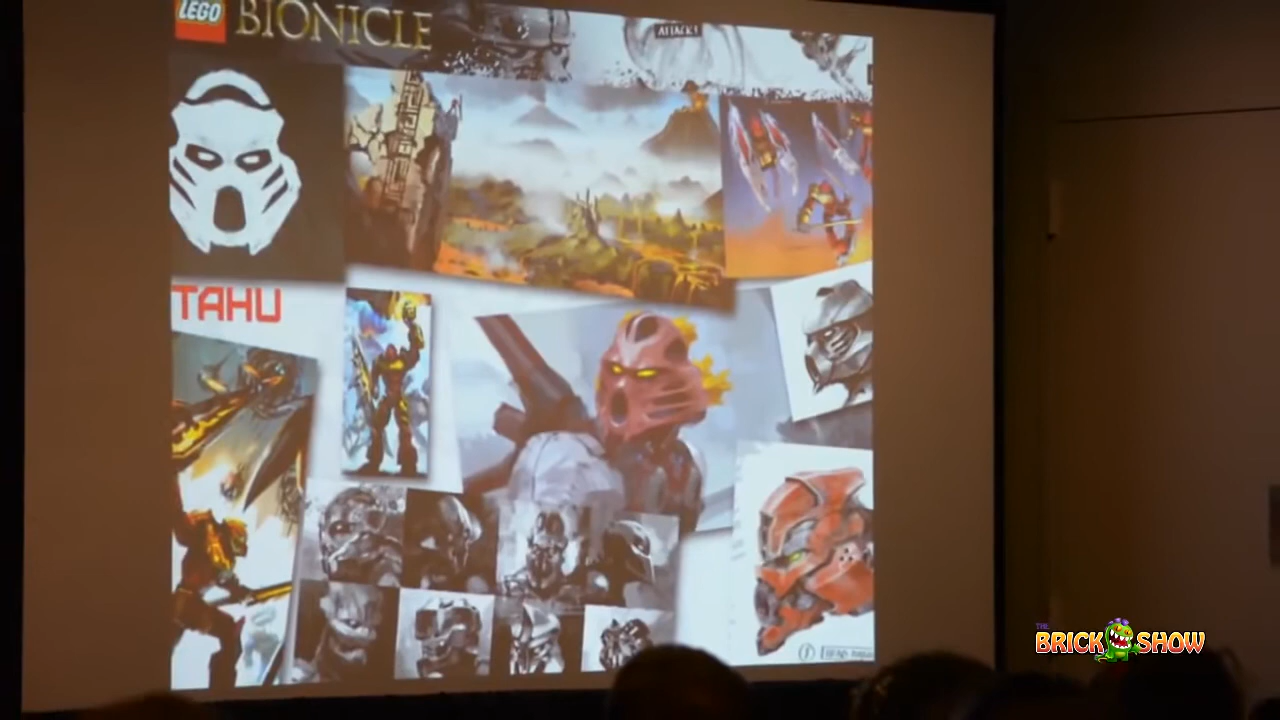 LEGO BIONICLE
ATTACK!
TAHU
THE
BRICK SHOW